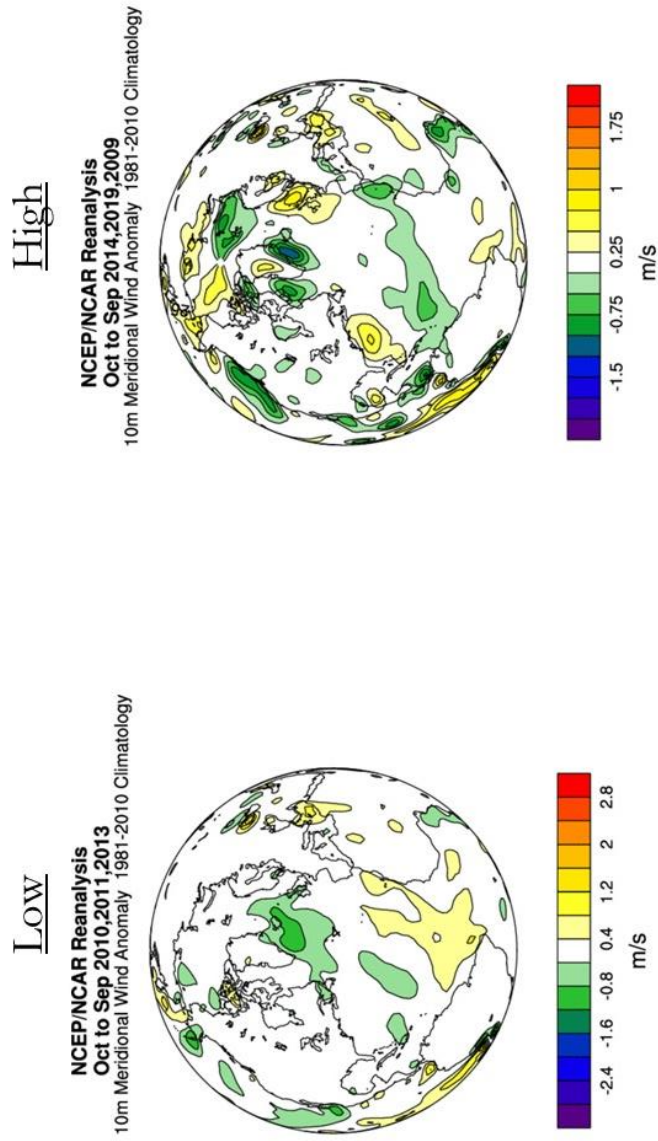 Low
NCEP/NCAR Reanalysis
Oct to Sep 2010,2011,2013
10m Meridional Wind Anomaly 1981-2010 Climatology
-2.4 -1.6 -0.8 0.4 1.2 2 2.8
m/s
High
NCEP/NCAR Reanalysis
Oct to Sep 2014,2019,2009
10m Meridional Wind Anomaly 1981-2010 Climatology
-1.5 -0.75 0.25 1 1.75
m/s